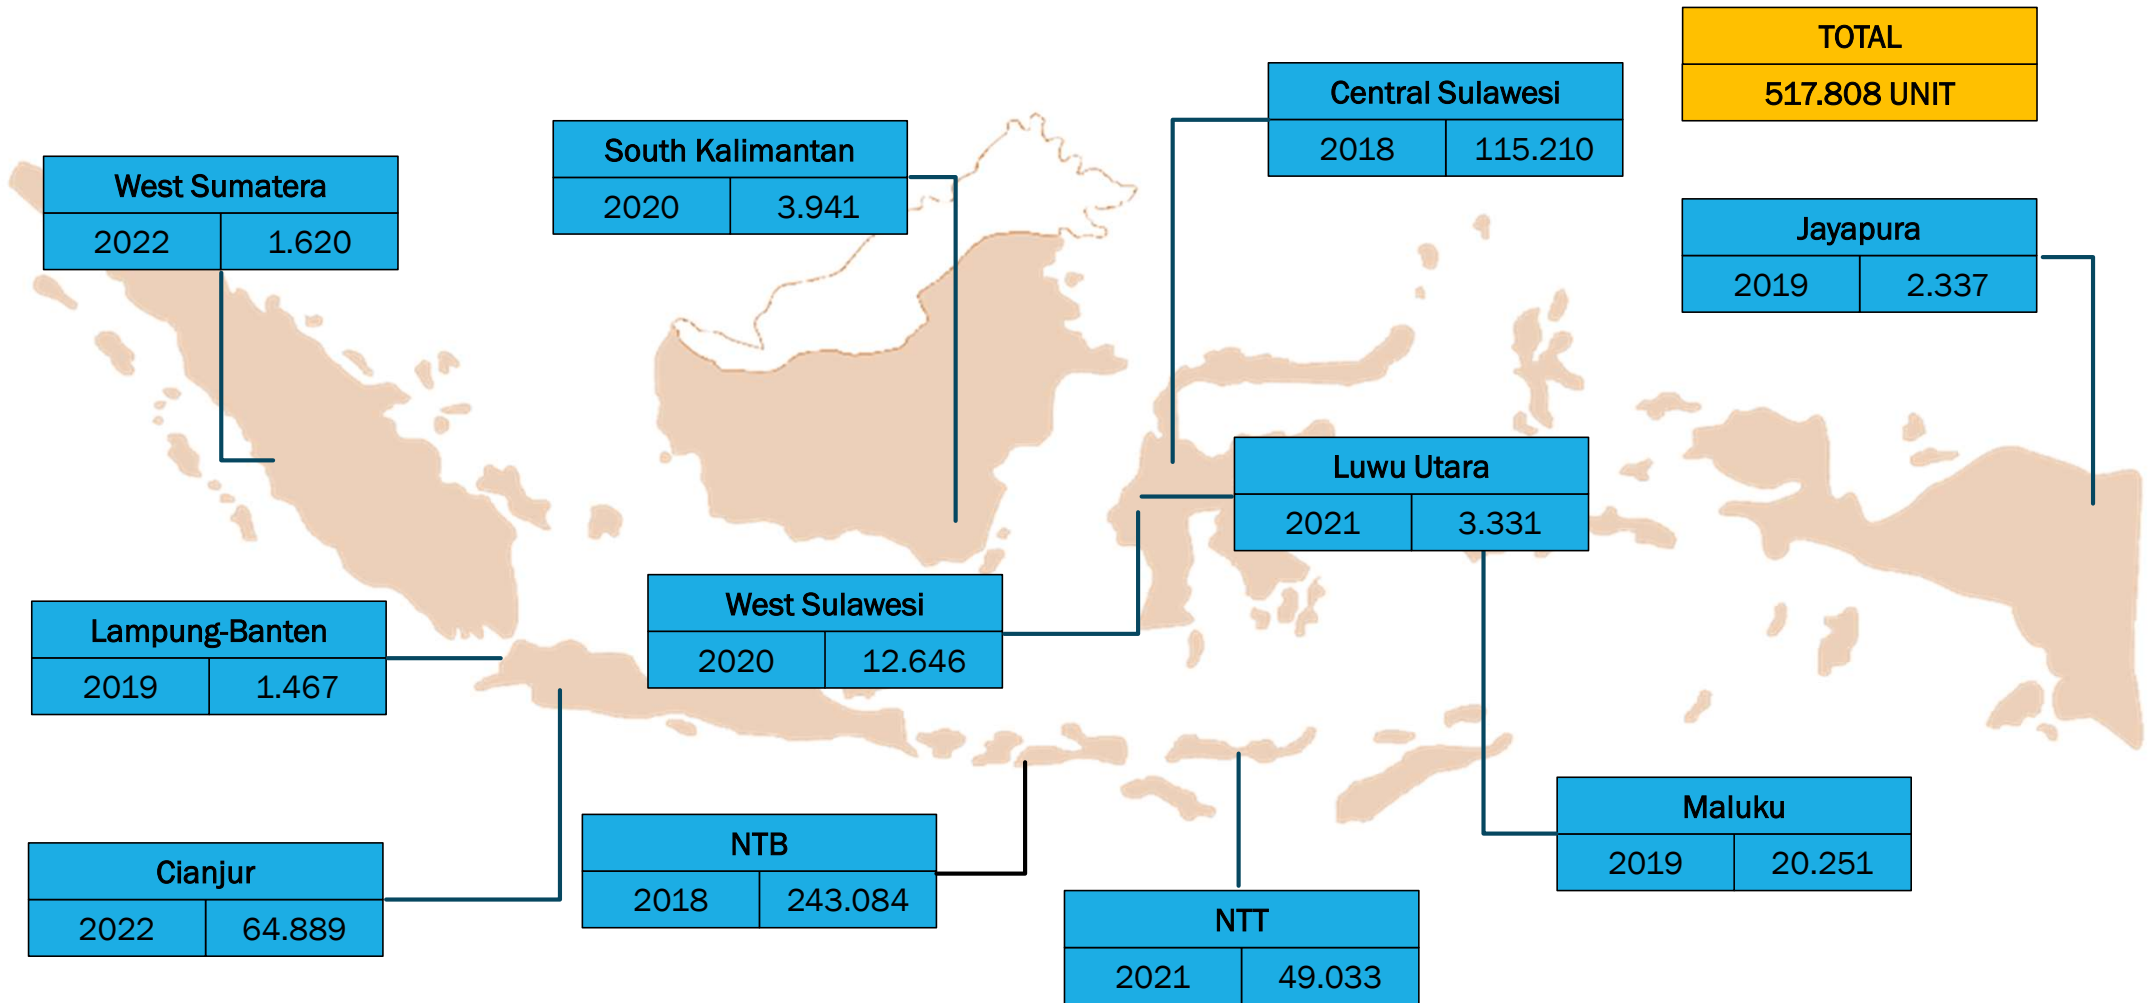 TOTAL
517.808 UNIT
Central Sulawesi
2018 115.210
South Kalimantan
2020 3.941
West Sumatera
2022 1.620
Jayapura
2019 2.337
Luwu Utara
2021 3.331
West Sulawesi
2020 12.646
Lampung-Banten
2019 1.467
Maluku
2019 20.251
NTB
2018 243.084
Cianjur
2022 64.889
NTT
2021 49.033